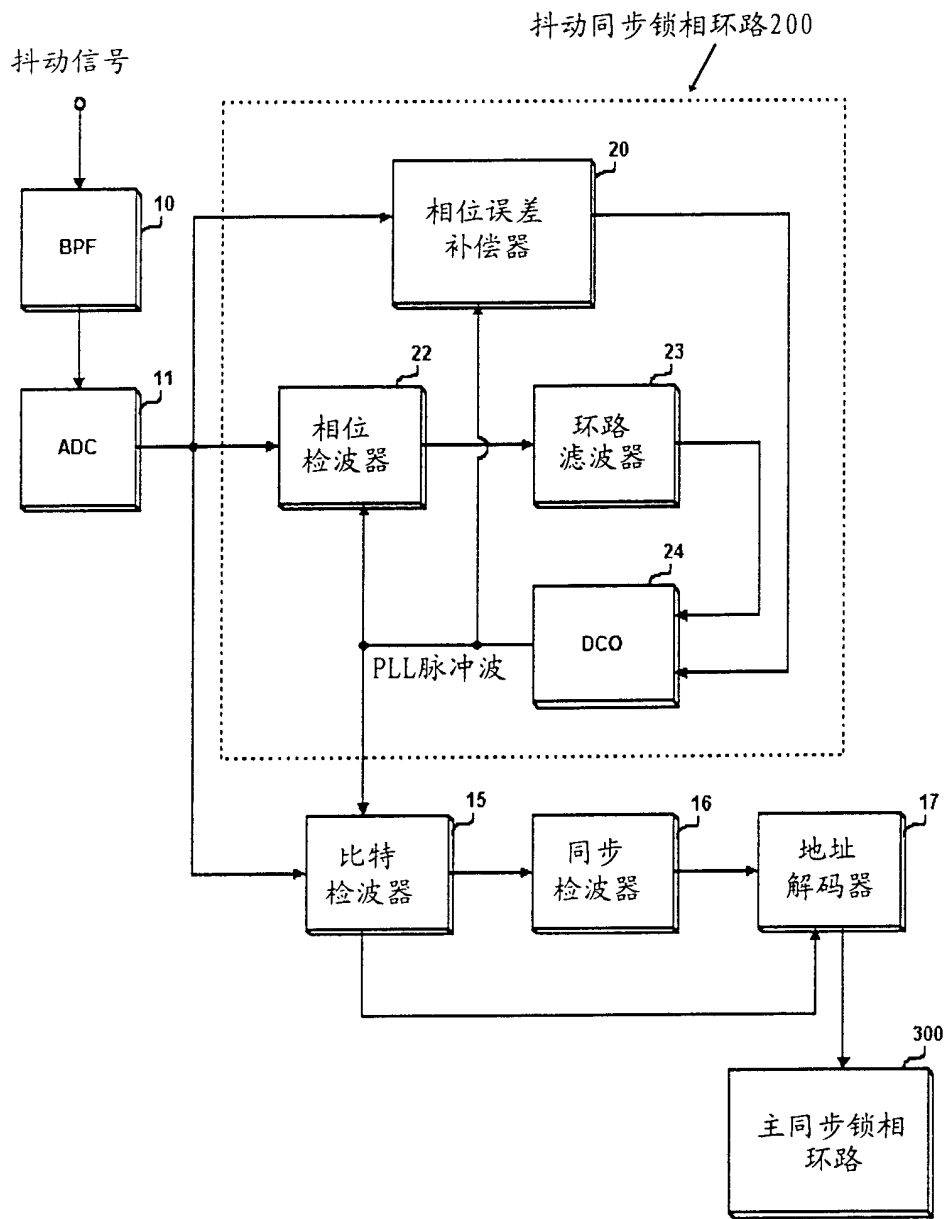 抖动同步锁相环路200
抖动信号
20
相位误差
补偿器
10
BPF
11
ADC
22
相位
检波器
23
环路
滤波器
24
DCO
PLL脉冲波
15
比特
检波器
16
同步
检波器
17
地址
解码器
300
主同步锁相
环路